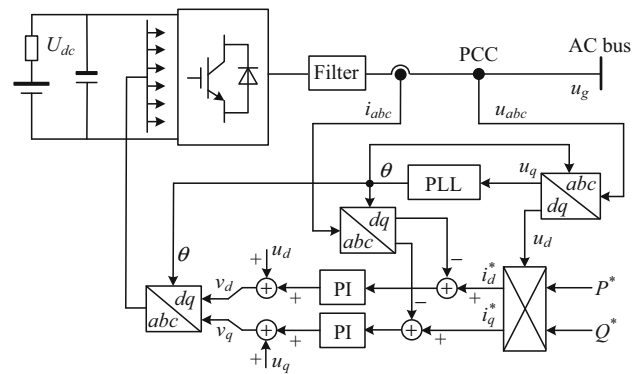 U_dc
Filter
PCC
AC bus
u_g
i_abc
u_abc
θ
PLL
u_q
abc
dq
dq
abc
u_d
θ
+
u_d
−
i_d^*
v_d
+
PI
+
P^*
dq
abc
−
i_q^*
v_q
+
PI
+
Q^*
+
u_q